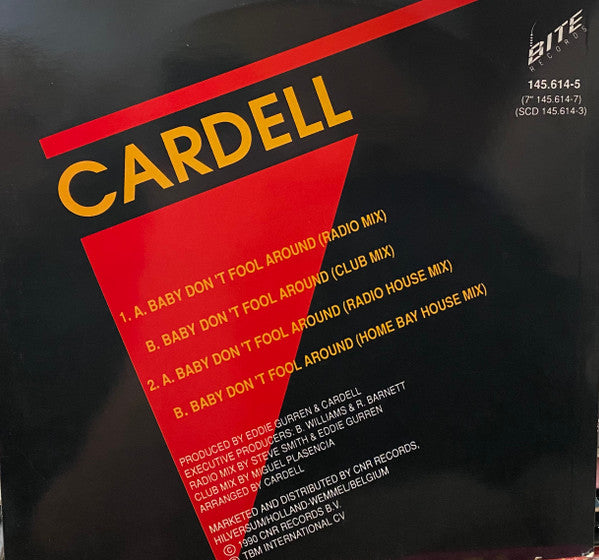 BITE
RECORDS
145.614-5
(7" 145.614-7)
(SCD 145.614-3)
CARDELL
1. A. BABY DON 'T FOOL AROUND (RADIO MIX)
B. BABY DON 'T FOOL AROUND (CLUB MIX)
2. A. BABY DON 'T FOOL AROUND (RADIO HOUSE MIX)
B. BABY DON 'T FOOL AROUND (HOME BAY HOUSE MIX)
PRODUCED BY EDDIE GURREN & CARDELL
EXECUTIVE PRODUCERS: B. WILLIAMS & R. BARNETT
RADIO MIX BY STEVE SMITH & EDDIE GURREN
CLUB MIX BY MIGUEL PLASENCIA
ARRANGED BY CARDELL
MARKETED AND DISTRIBUTED BY CNR RECORDS,
HILVERSUM/HOLLAND-WEMMEL/BELGIUM
Ⓟ 1990 CNR RECORDS B.V.
© TBM INTERNATIONAL CV